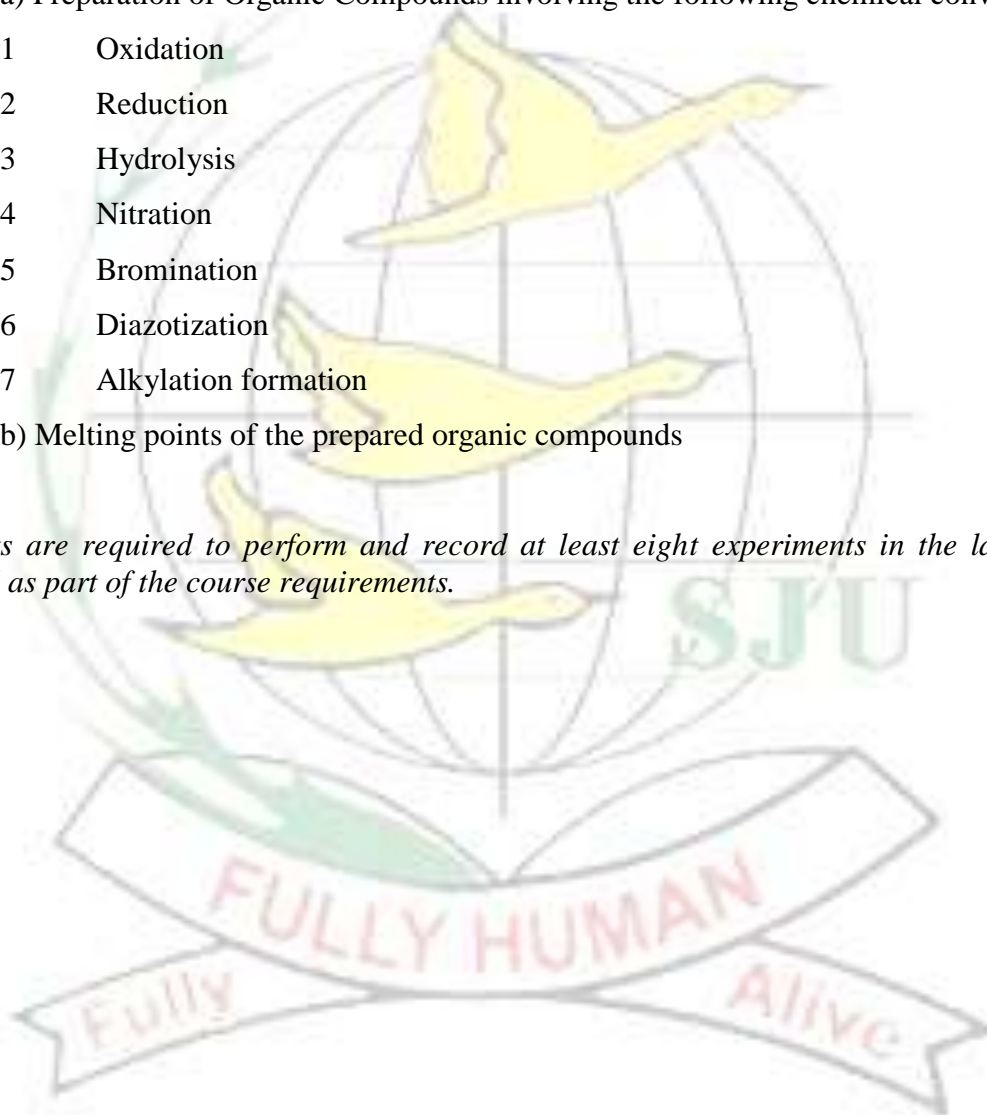 a) Preparation of Organic Compounds involving the following chemical conv
1 Oxidation
2 Reduction
3 Hydrolysis
4 Nitration
5 Bromination
6 Diazotization
7 Alkylation formation
b) Melting points of the prepared organic compounds
s are required to perform and record at least eight experiments in the la
as part of the course requirements.
SJU
FULLY HUMAN
Fully Alive